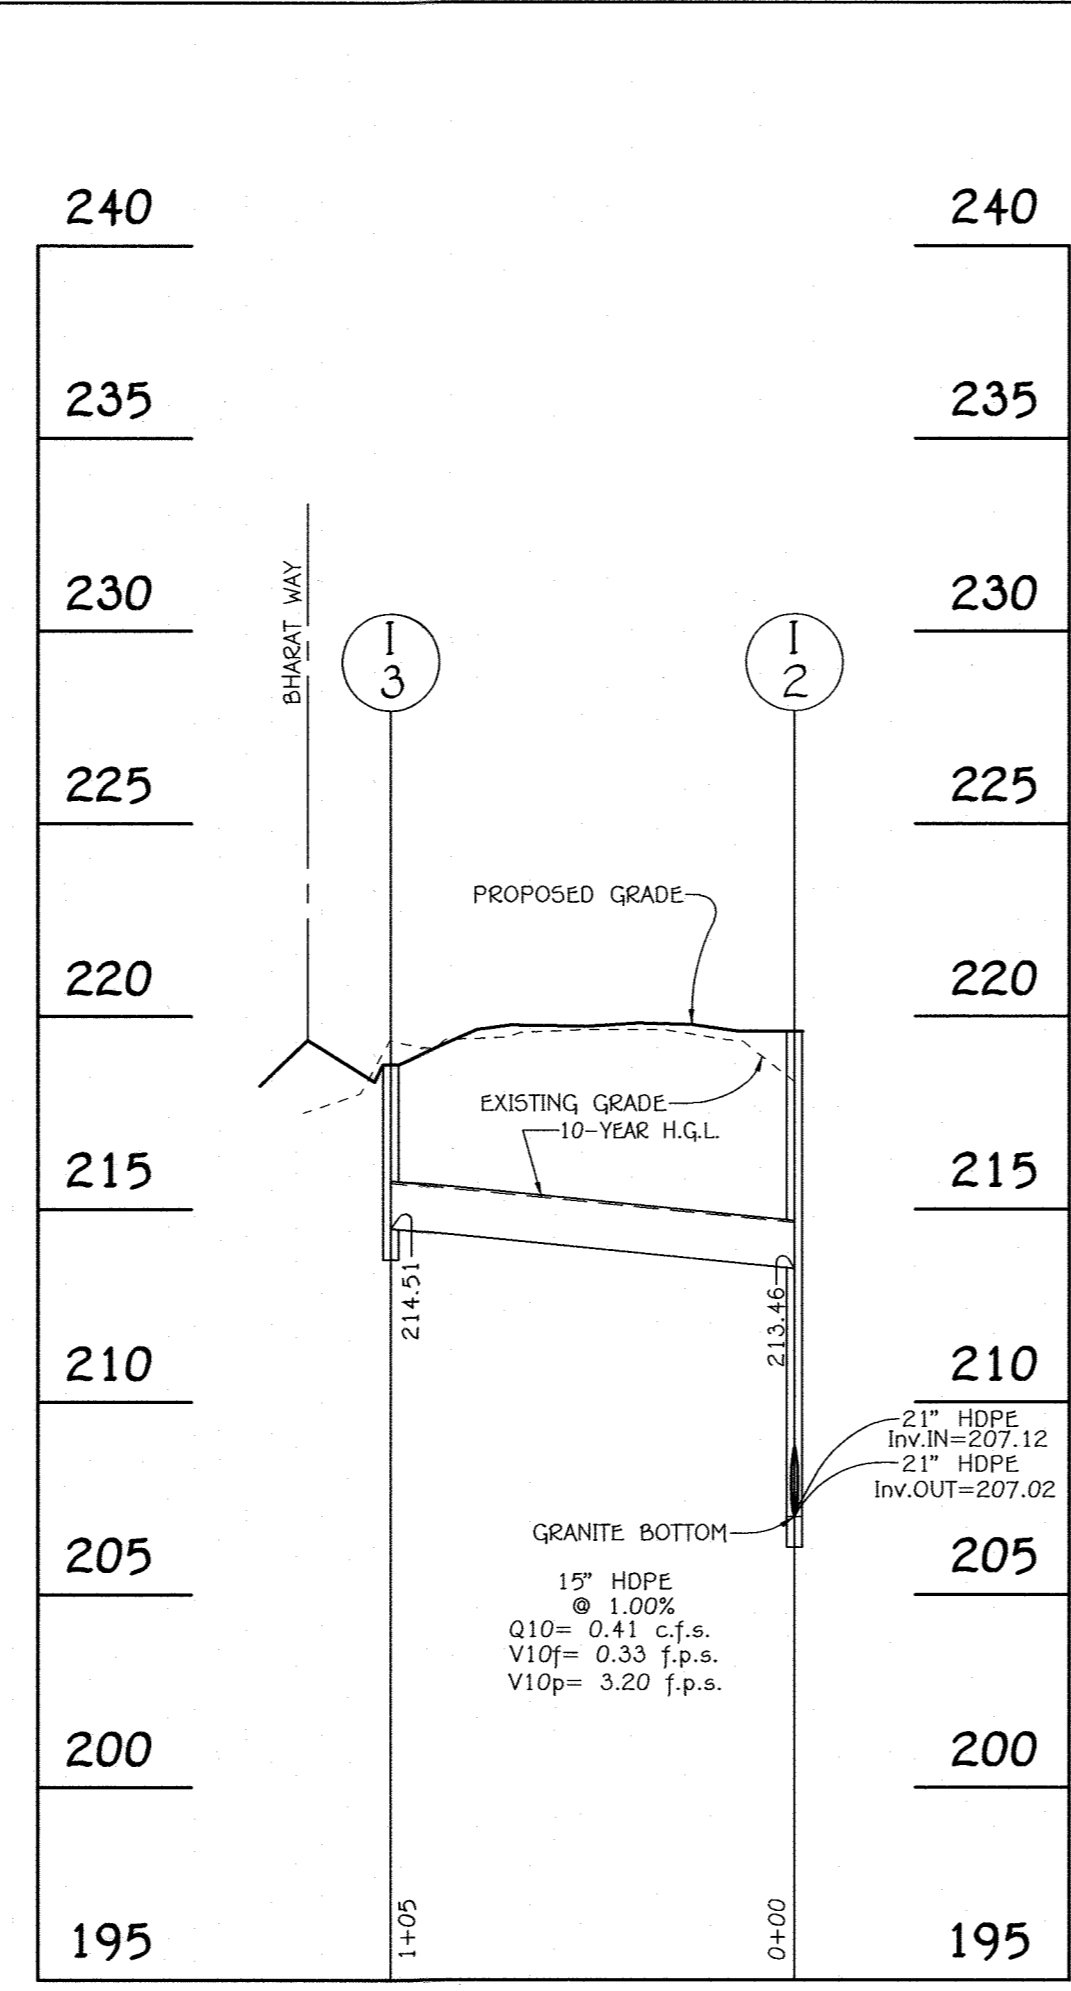 240 240
235 235
230 230
BHARAT WAY
I
3
I
2
225 225
PROPOSED GRADE
220 220
EXISTING GRADE
10-YEAR H.G.L.
215 215
214.51
213.46
210 210
21" HDPE
Inv.IN=207.12
21" HDPE
Inv.OUT=207.02
GRANITE BOTTOM
205 205
15" HDPE
@ 1.00%
Q10= 0.41 c.f.s.
V10f= 0.33 f.p.s.
V10p= 3.20 f.p.s.
200 200
1+05
0+00
195 195